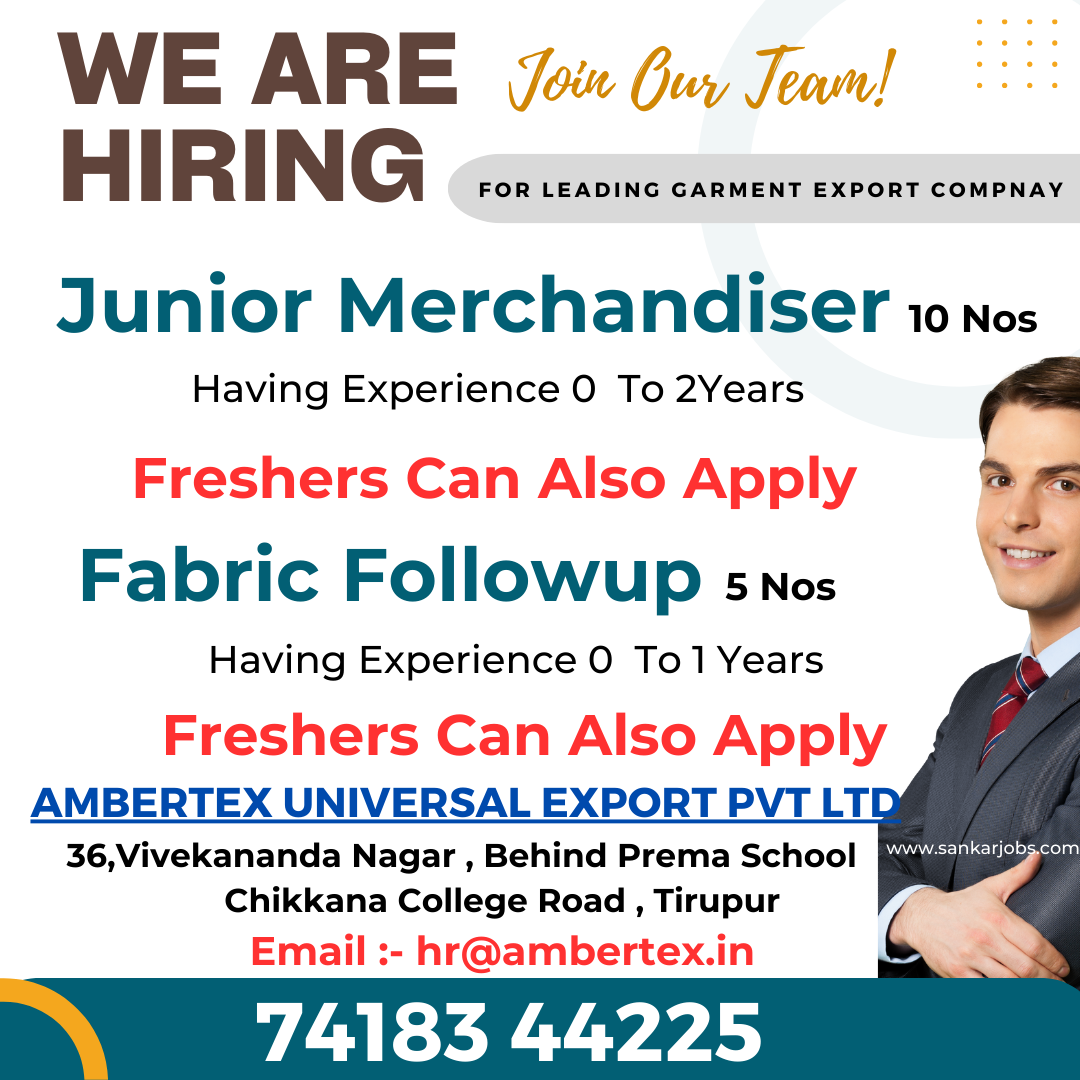 WE ARE
HIRING
Join Our Team!
FOR LEADING GARMENT EXPORT COMPNAY
Junior Merchandiser 10 Nos
Having Experience 0 To 2Years
Freshers Can Also Apply
Fabric Followup 5 Nos
Having Experience 0 To 1 Years
Freshers Can Also Apply
AMBERTEX UNIVERSAL EXPORT PVT LTD
36,Vivekananda Nagar , Behind Prema School
www.sankarjobs.com
Chikkana College Road , Tirupur
Email :- hr@ambertex.in
74183 44225